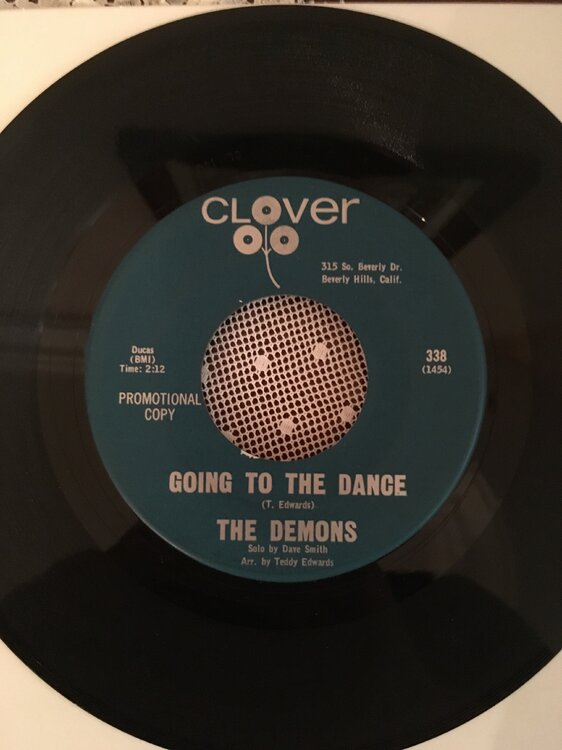 CLOVer
315 So. Beverly Dr.
Beverly Hills, Calif.
Ducas
(BMI)
Time: 2:12
338
(1454)
PROMOTIONAL
COPY
GOING TO THE DANCE
(T. Edwards)
THE DEMONS
Solo by Dave Smith
Arr. by Teddy Edwards